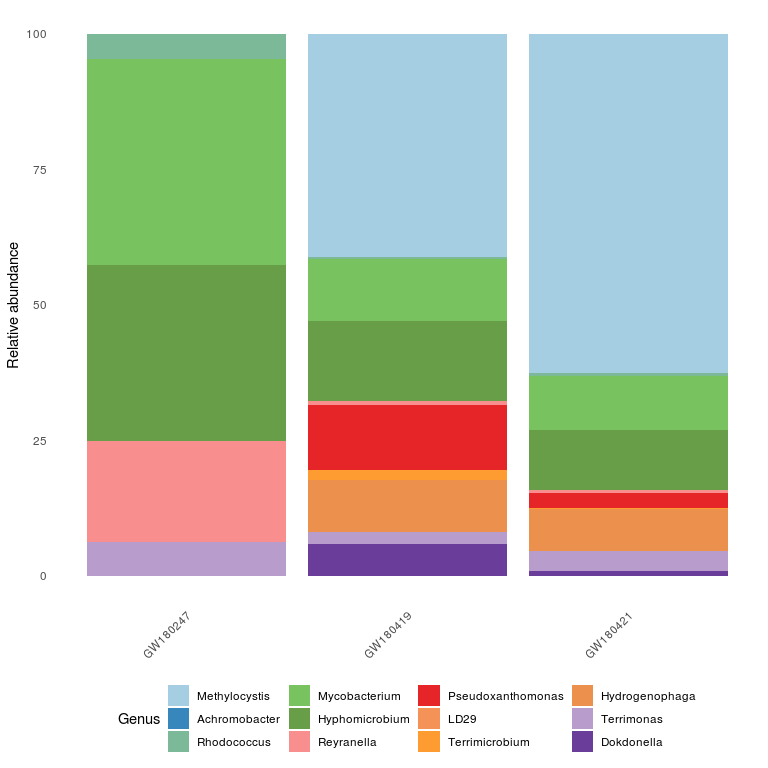 100
75
50
25
0
Relative abundance
GW180247
GW180419
GW180421
Genus
Methylocystis
Achromobacter
Rhodococcus
Mycobacterium
Hyphomicrobium
Reyranella
Pseudoxanthomonas
LD29
Terrimicrobium
Hydrogenophaga
Terrimonas
Dokdonella